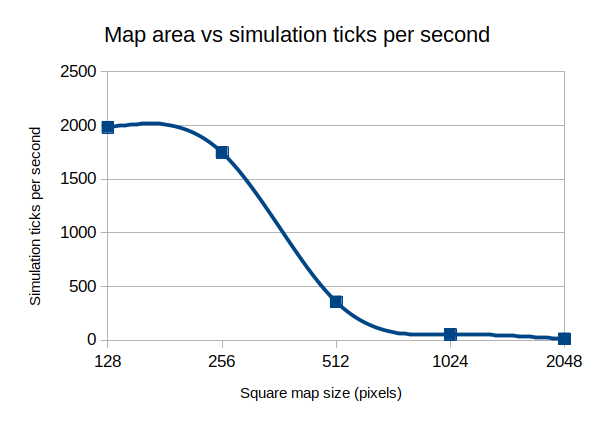 Map area vs simulation ticks per second
2500
2000
1500
1000
500
0
Simulation ticks per second
128 256 512 1024 2048
Square map size (pixels)